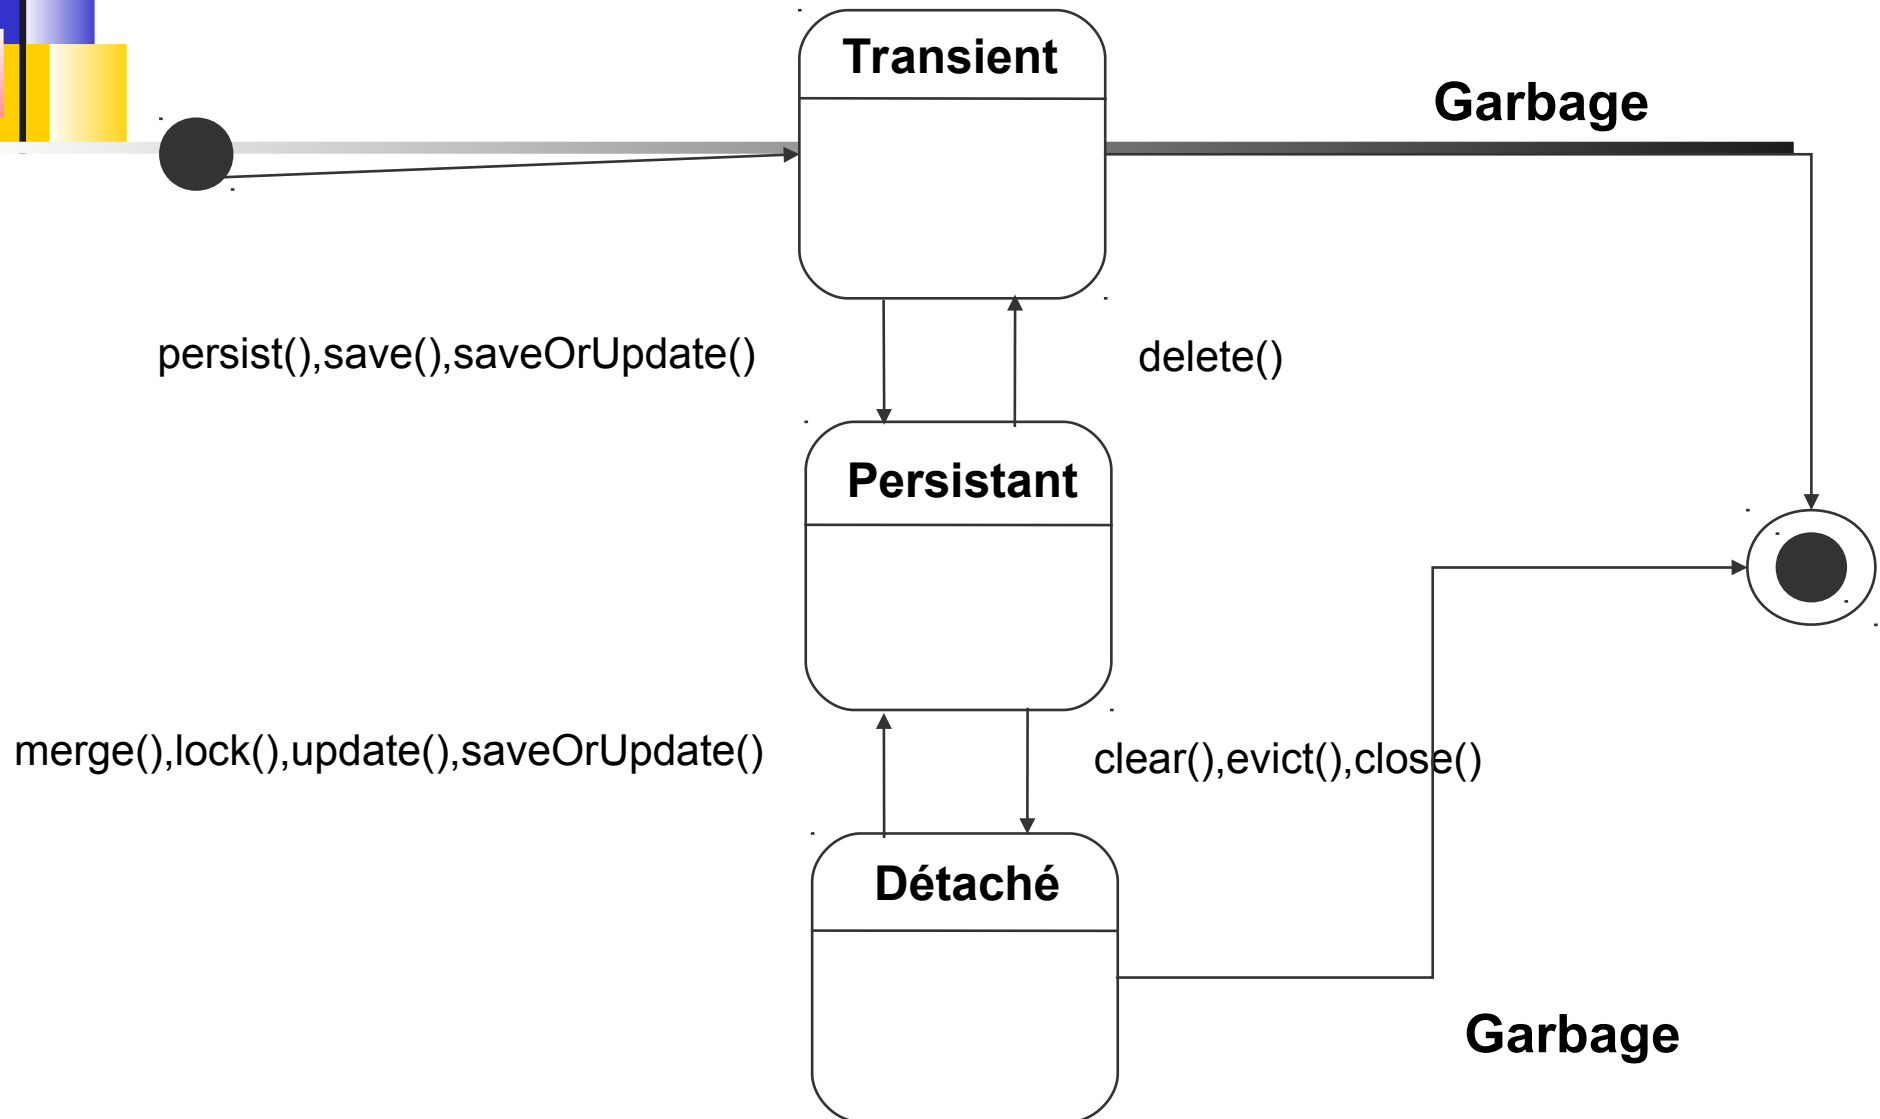 Transient
Garbage
persist(),save(),saveOrUpdate()
delete()
Persistant
merge(),lock(),update(),saveOrUpdate()
clear(),evict(),close()
Détaché
Garbage